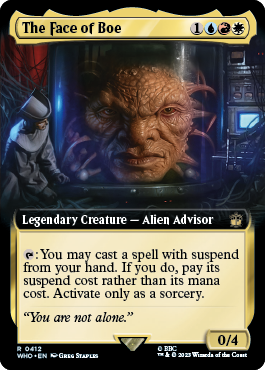 The Face of Boe 1
Legendary Creature — Alien Advisor
:You may cast a spell with suspend
from your hand. If you do, pay its
suspend cost rather than its mana
cost. Activate only as a sorcery.
“You are not alone.”
0/4
R 0412
WHO • EN GREG STAPLES
© BBC
™ & © 2023 Wizards of the Coast